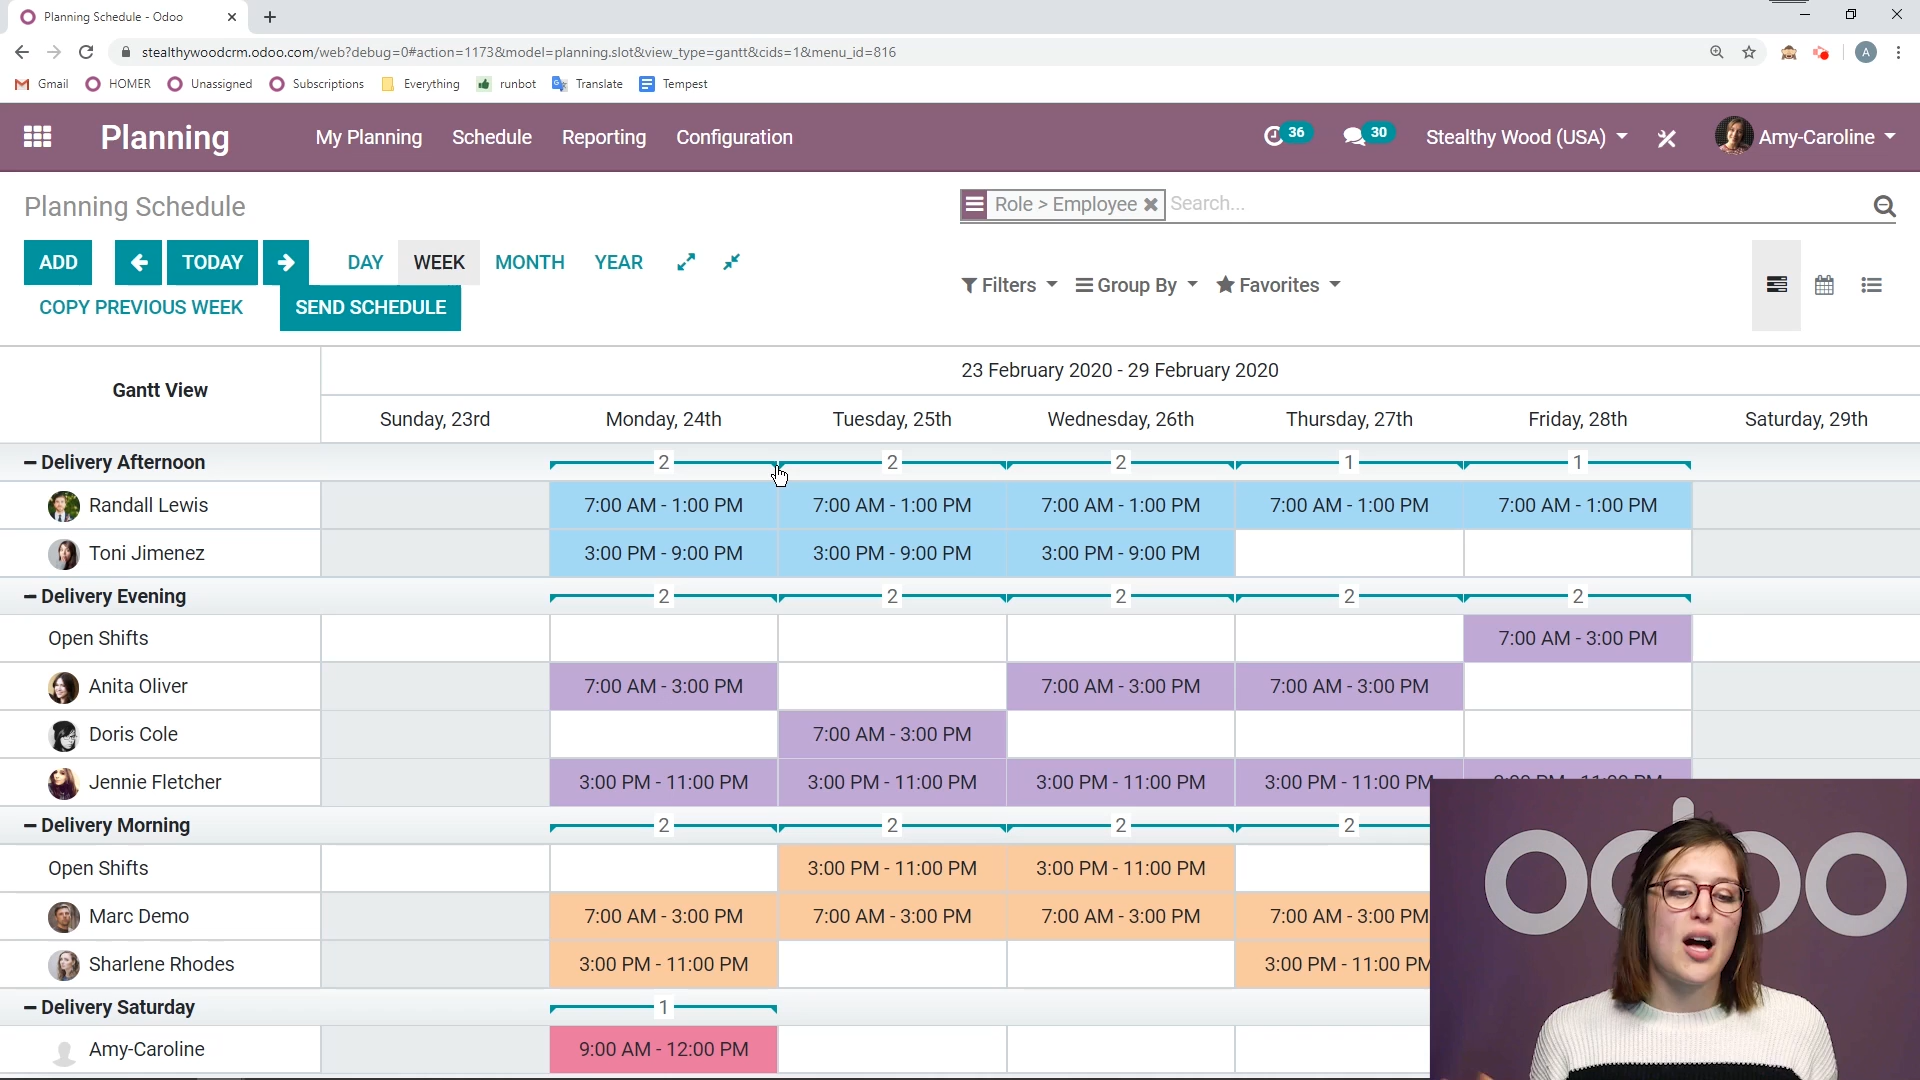 Planning Schedule - Odoo
stealthywoodcrm.odoo.com/web?debug=0#action=1173&model=planning.slot&view_type=gantt&cids=1&menu_id=816
A
Gmail HOMER Unassigned Subscriptions Everything runbot Translate Tempest
Planning My Planning Schedule Reporting Configuration 36 30 Stealthy Wood (USA) Amy-Caroline
Planning Schedule
Role > Employee Search...
ADD TODAY DAY WEEK MONTH YEAR
Filters Group By Favorites
COPY PREVIOUS WEEK SEND SCHEDULE
Gantt View
23 February 2020 - 29 February 2020
Sunday, 23rd Monday, 24th Tuesday, 25th Wednesday, 26th Thursday, 27th Friday, 28th Saturday, 29th
Delivery Afternoon 2 2 2 1 1
Randall Lewis 7:00 AM - 1:00 PM 7:00 AM - 1:00 PM 7:00 AM - 1:00 PM 7:00 AM - 1:00 PM 7:00 AM - 1:00 PM
Toni Jimenez 3:00 PM - 9:00 PM 3:00 PM - 9:00 PM 3:00 PM - 9:00 PM
Delivery Evening 2 2 2 2 2
Open Shifts 7:00 AM - 3:00 PM
Anita Oliver 7:00 AM - 3:00 PM 7:00 AM - 3:00 PM 7:00 AM - 3:00 PM
Doris Cole 7:00 AM - 3:00 PM
Jennie Fletcher 3:00 PM - 11:00 PM 3:00 PM - 11:00 PM 3:00 PM - 11:00 PM 3:00 PM - 11:00 PM
Delivery Morning 2 2 2 2
Open Shifts 3:00 PM - 11:00 PM 3:00 PM - 11:00 PM
Marc Demo 7:00 AM - 3:00 PM 7:00 AM - 3:00 PM 7:00 AM - 3:00 PM 7:00 AM - 3:00 PM
Sharlene Rhodes 3:00 PM - 11:00 PM 3:00 PM - 11:00 PM
Delivery Saturday 1
Amy-Caroline 9:00 AM - 12:00 PM
odoo